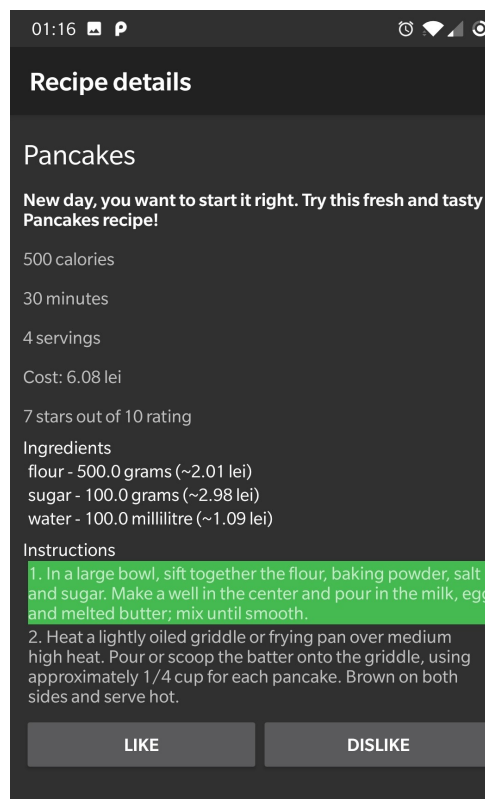 01:16
Recipe details
Pancakes
New day, you want to start it right. Try this fresh and tasty
Pancakes recipe!
500 calories
30 minutes
4 servings
Cost: 6.08 lei
7 stars out of 10 rating
Ingredients
flour - 500.0 grams (~2.01 lei)
sugar - 100.0 grams (~2.98 lei)
water - 100.0 millilitre (~1.09 lei)
Instructions
1. In a large bowl, sift together the flour, baking powder, salt
and sugar. Make a well in the center and pour in the milk, egg
and melted butter; mix until smooth.
2. Heat a lightly oiled griddle or frying pan over medium
high heat. Pour or scoop the batter onto the griddle, using
approximately 1/4 cup for each pancake. Brown on both
sides and serve hot.
LIKE DISLIKE